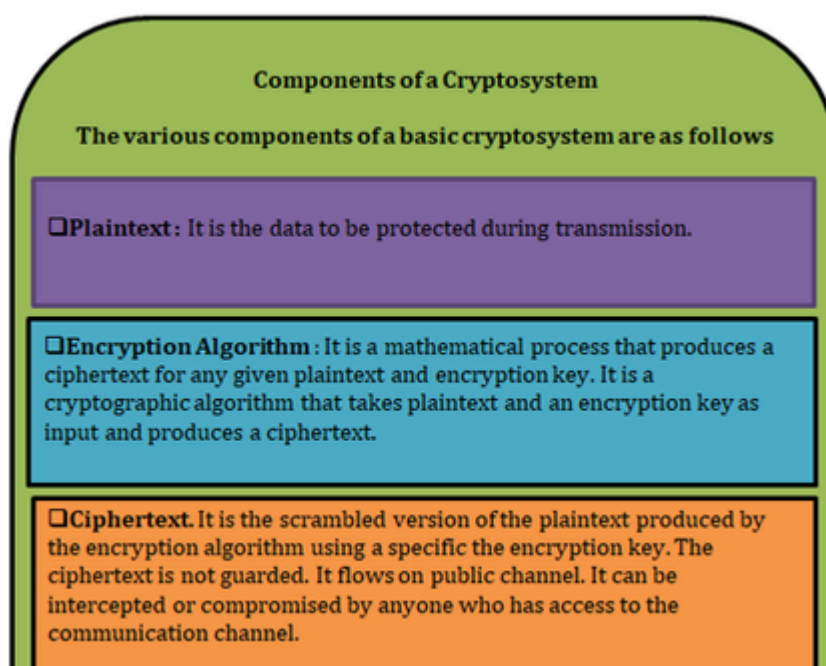 Components of a Cryptosystem
The various components of a basic cryptosystem are as follows
❑Plaintext: It is the data to be protected during transmission.
❑Encryption Algorithm: It is a mathematical process that produces a
ciphertext for any given plaintext and encryption key. It is a
cryptographic algorithm that takes plaintext and an encryption key as
input and produces a ciphertext.
❑Ciphertext. It is the scrambled version of the plaintext produced by
the encryption algorithm using a specific the encryption key. The
ciphertext is not guarded. It flows on public channel. It can be
intercepted or compromised by anyone who has access to the
communication channel.